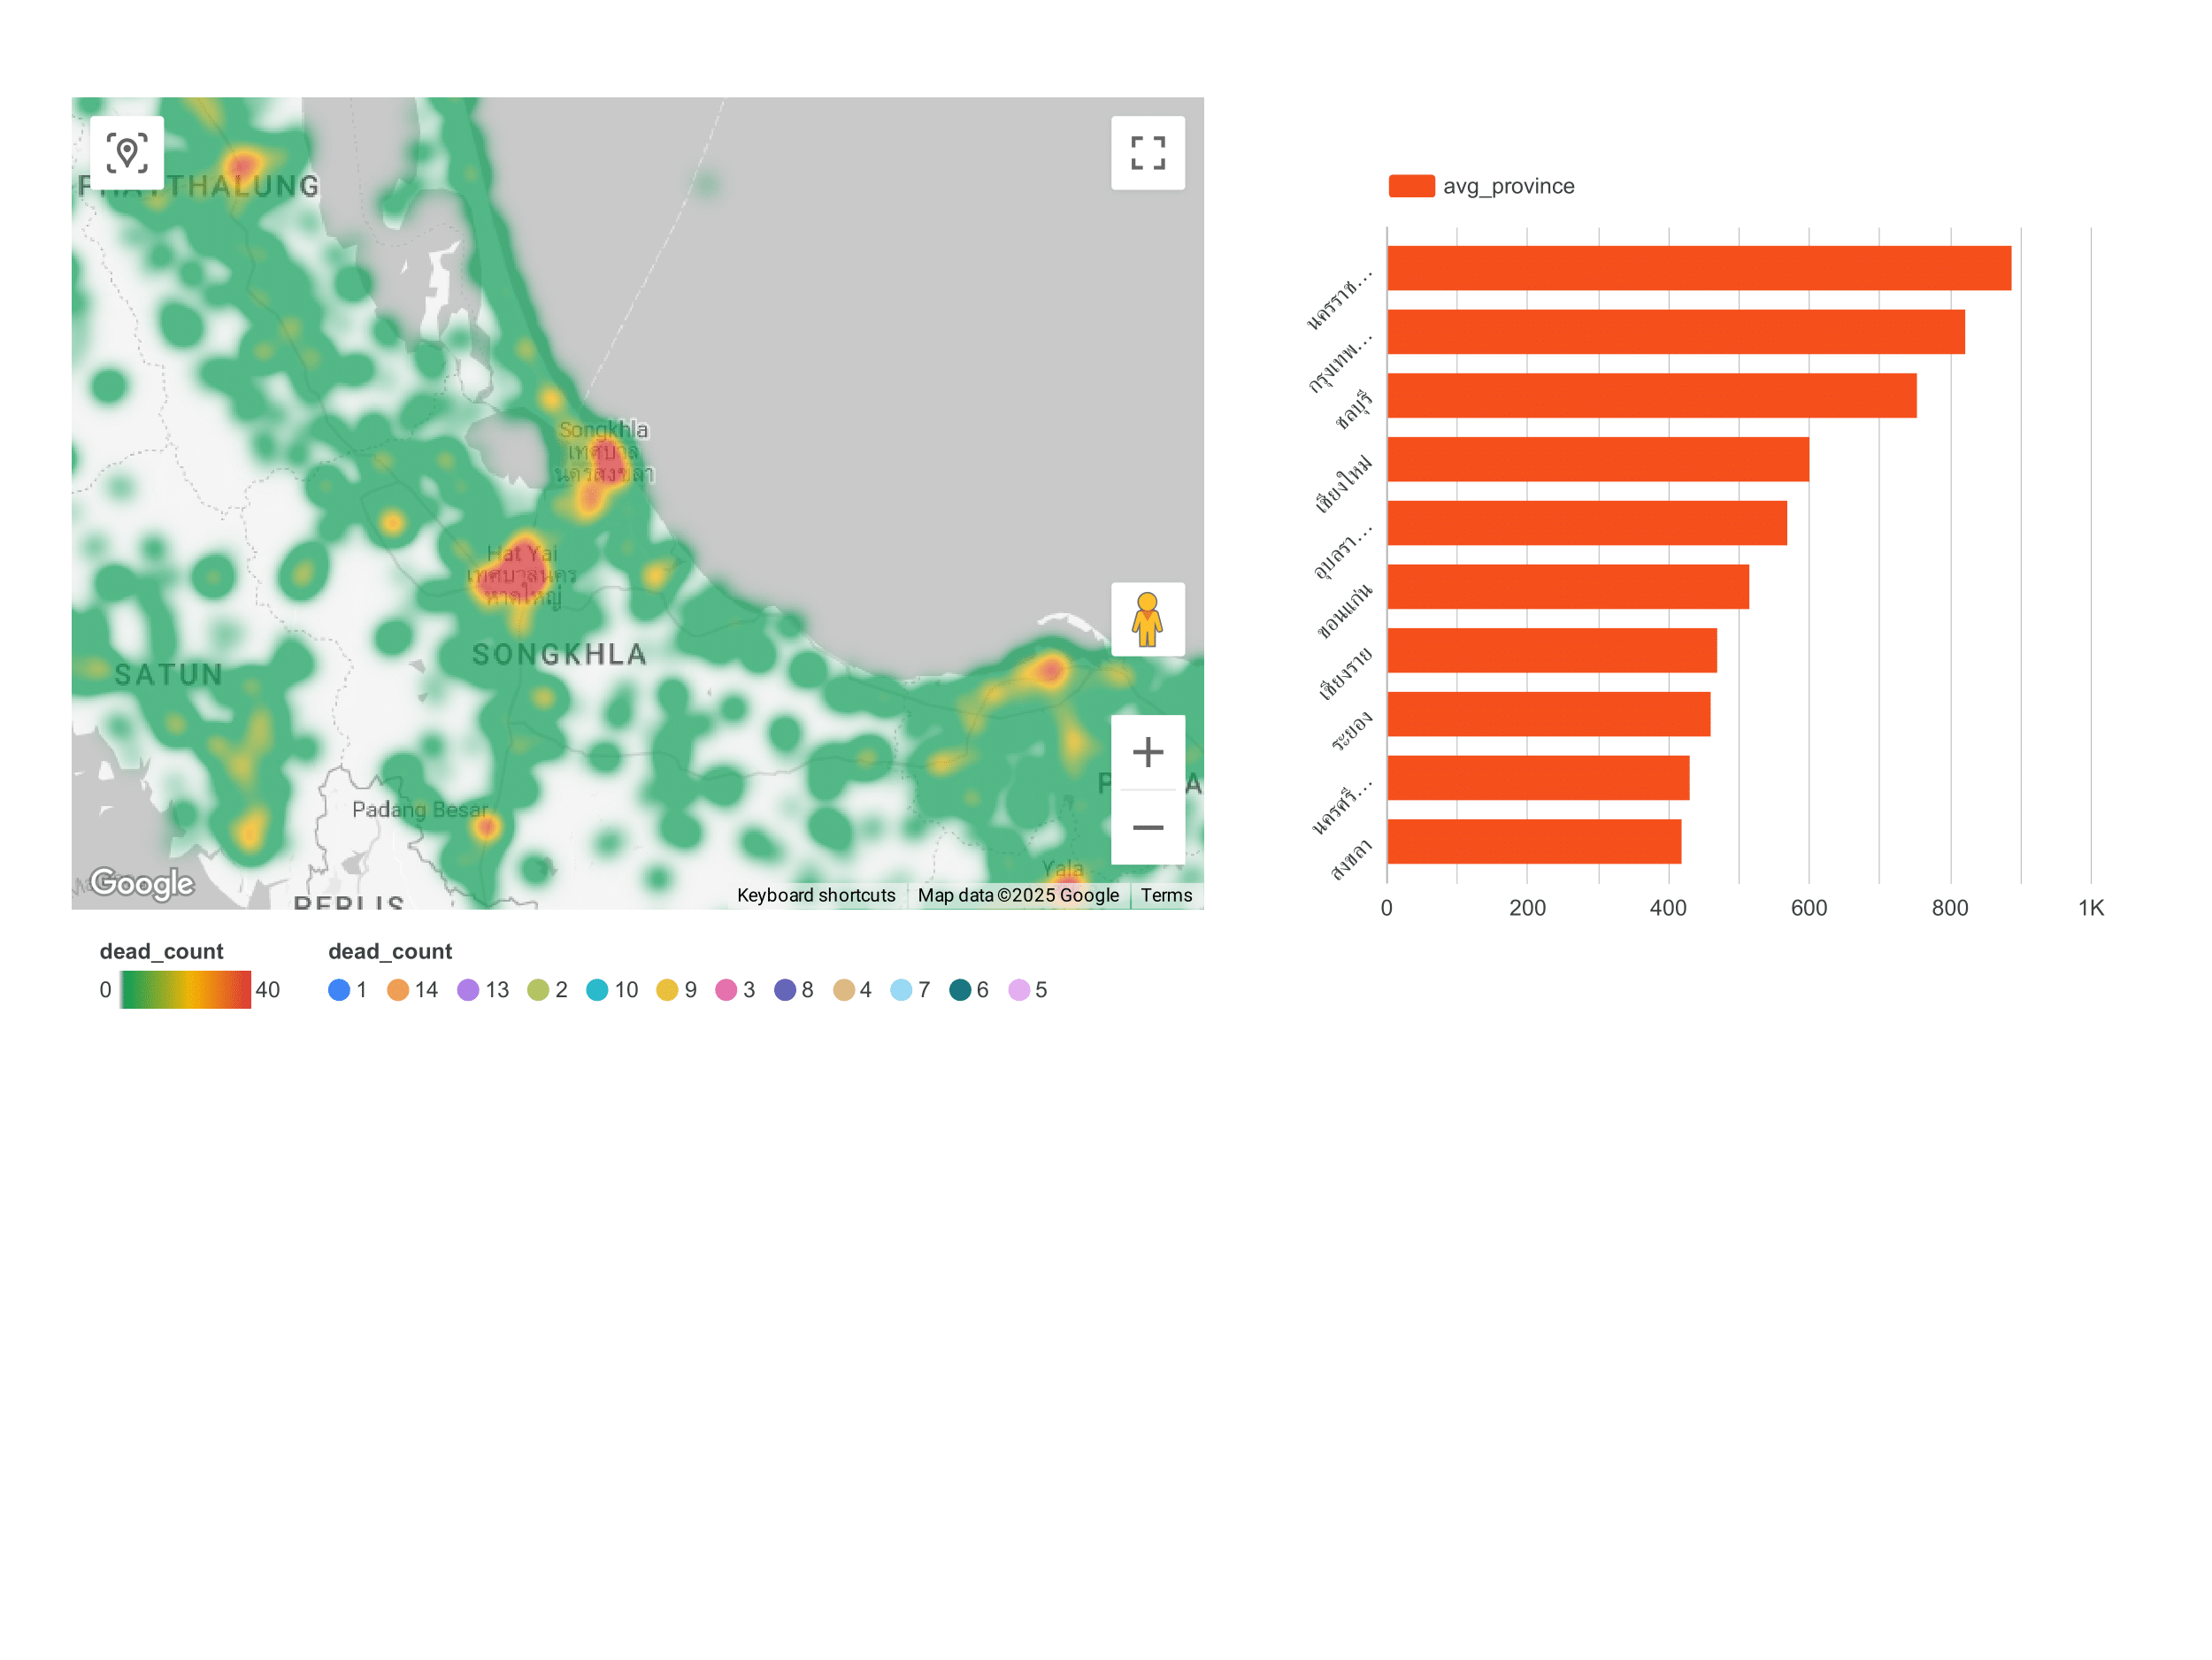 PHATTHALUNG
Songkhla
เทศบาล
นครสงขลา
Hat Yai
เทศบาลนคร
หาดใหญ่
SONGKHLA
SATUN
Padang Besar
Yala
PERLIS
Google
Keyboard shortcuts
Map data ©2025 Google
Terms
dead_count
0
40
dead_count
1
14
13
2
10
9
3
8
4
7
6
5
avg_province
นครราช...
กรุงเทพ...
ชลบุรี
เชียงใหม่
อุบลรา...
ขอนแก่น
เชียงราย
ระยอง
นครศรี...
สงขลา
0
200
400
600
800
1K